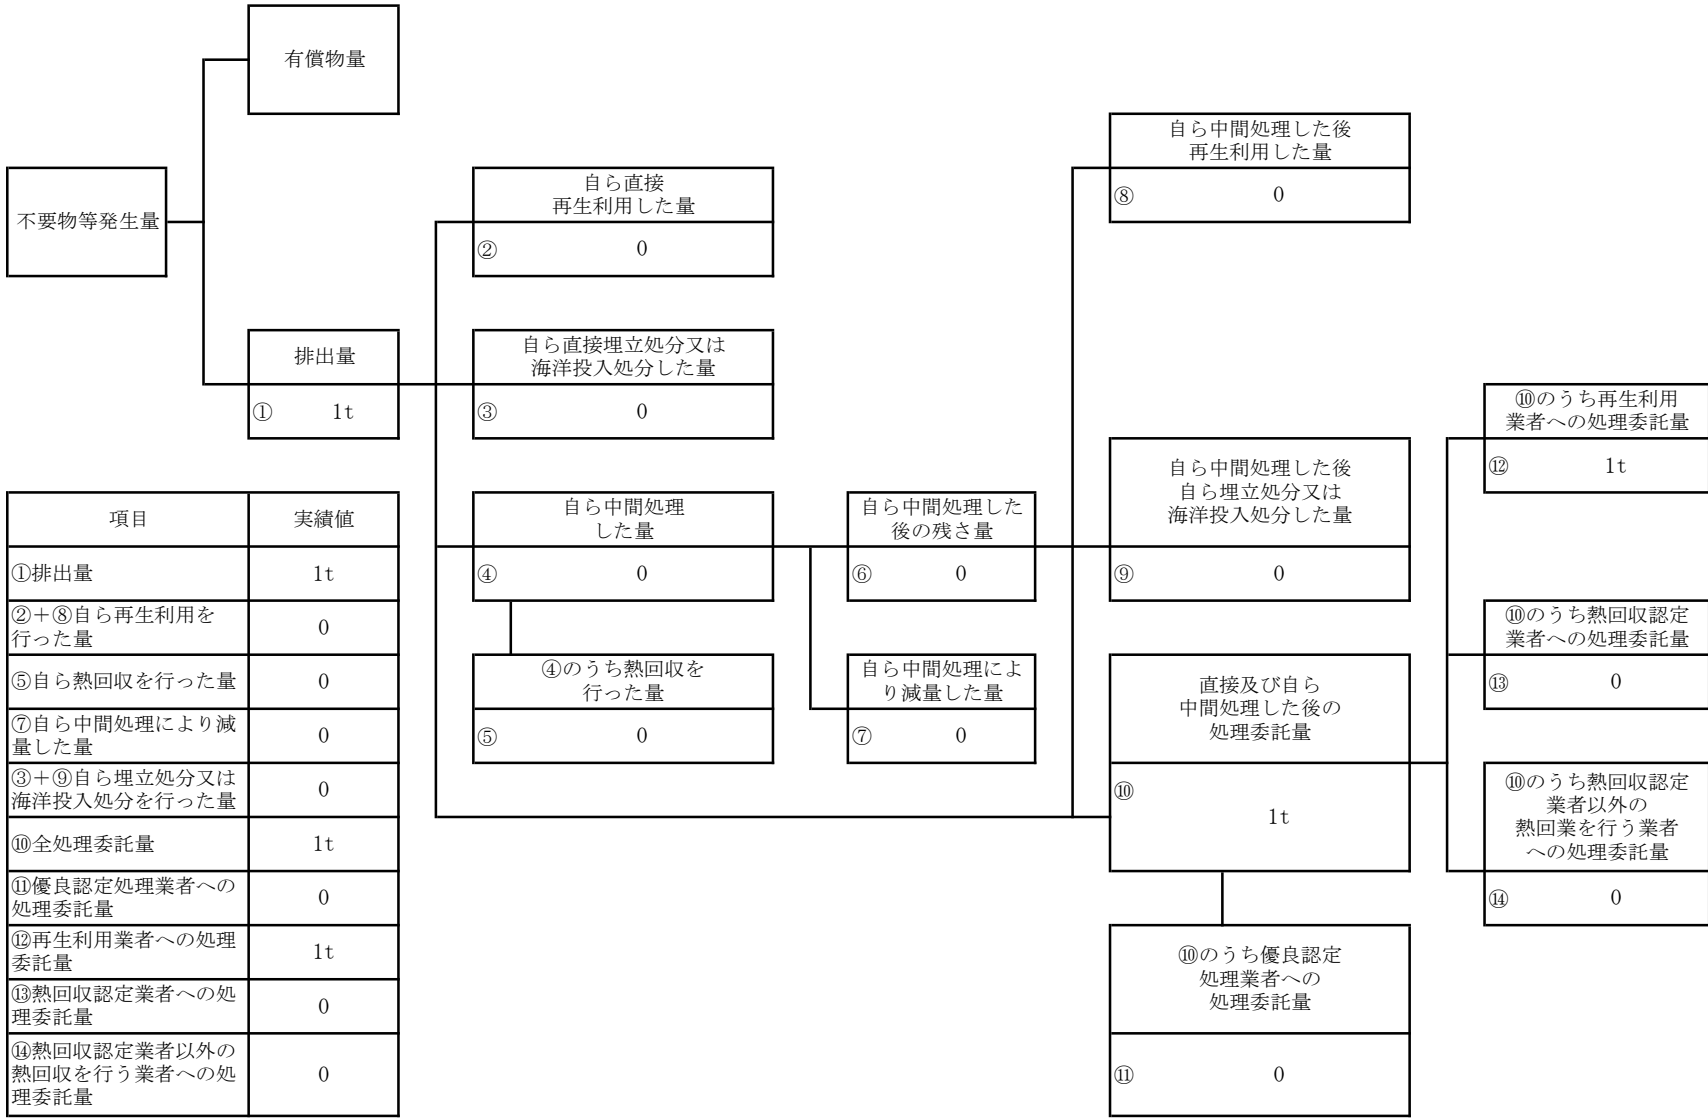 有償物量
不要物等発生量
排出量
① 1t
自ら直接
再生利用した量
② 0
自ら直接埋立処分又は
海洋投入処分した量
③ 0
自ら中間処理
した量
④ 0
④のうち熱回収を
行った量
⑤ 0
自ら中間処理した
後の残さ量
⑥ 0
自ら中間処理によ
り減量した量
⑦ 0
自ら中間処理した後
再生利用した量
⑧ 0
自ら中間処理した後
自ら埋立処分又は
海洋投入処分した量
⑨ 0
直接及び自ら
中間処理した後の
処理委託量
⑩
1t
⑩のうち優良認定
処理業者への
処理委託量
⑪ 0
⑩のうち再生利用
業者への処理委託量
⑫ 1t
⑩のうち熱回収認定
業者への処理委託量
⑬ 0
⑩のうち熱回収認定
業者以外の
熱回業を行う業者
への処理委託量
⑭ 0
項目 実績値
①排出量 1t
②＋⑧自ら再生利用を
行った量 0
⑤自ら熱回収を行った量 0
⑦自ら中間処理により減
量した量 0
③＋⑨自ら埋立処分又は
海洋投入処分を行った量 0
⑩全処理委託量 1t
⑪優良認定処理業者への
処理委託量 0
⑫再生利用業者への処理
委託量 1t
⑬熱回収認定業者への処
理委託量 0
⑭熱回収認定業者以外の
熱回収を行う業者への処
理委託量 0